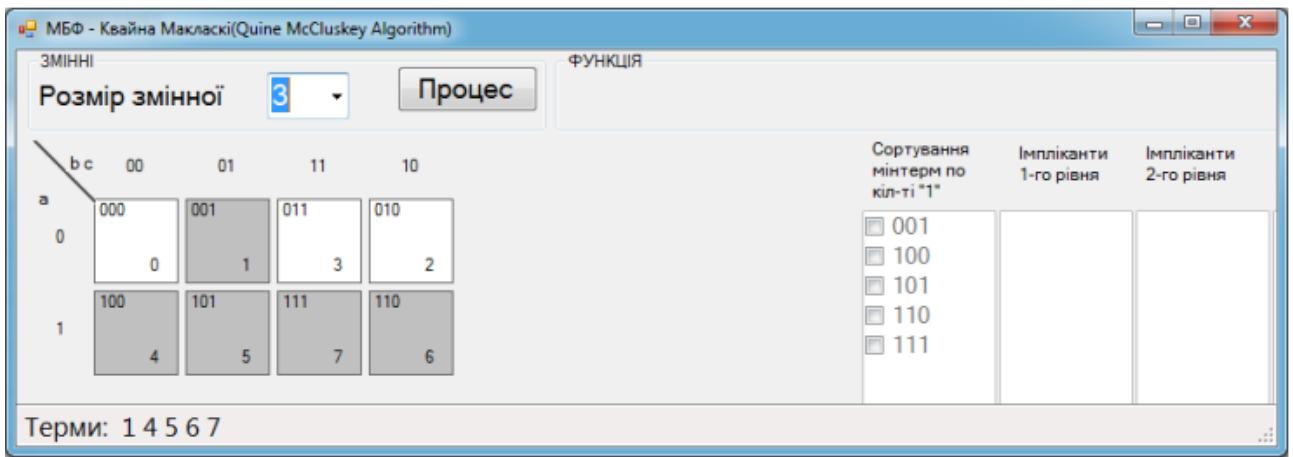 МБФ - Квайна Макласкі(Quine McCluskey Algorithm)
ЗМІННІ
Розмір змінної 3 Процес
ФУНКЦІЯ
b c 00 01 11 10
a
0
000 001 011 010
0 1 3 2
1
100 101 111 110
4 5 7 6
Сортування
мінтерм по
кіл-ті "1"
Імпліканти
1-го рівня
Імпліканти
2-го рівня
001
100
101
110
111
Терми: 1 4 5 6 7